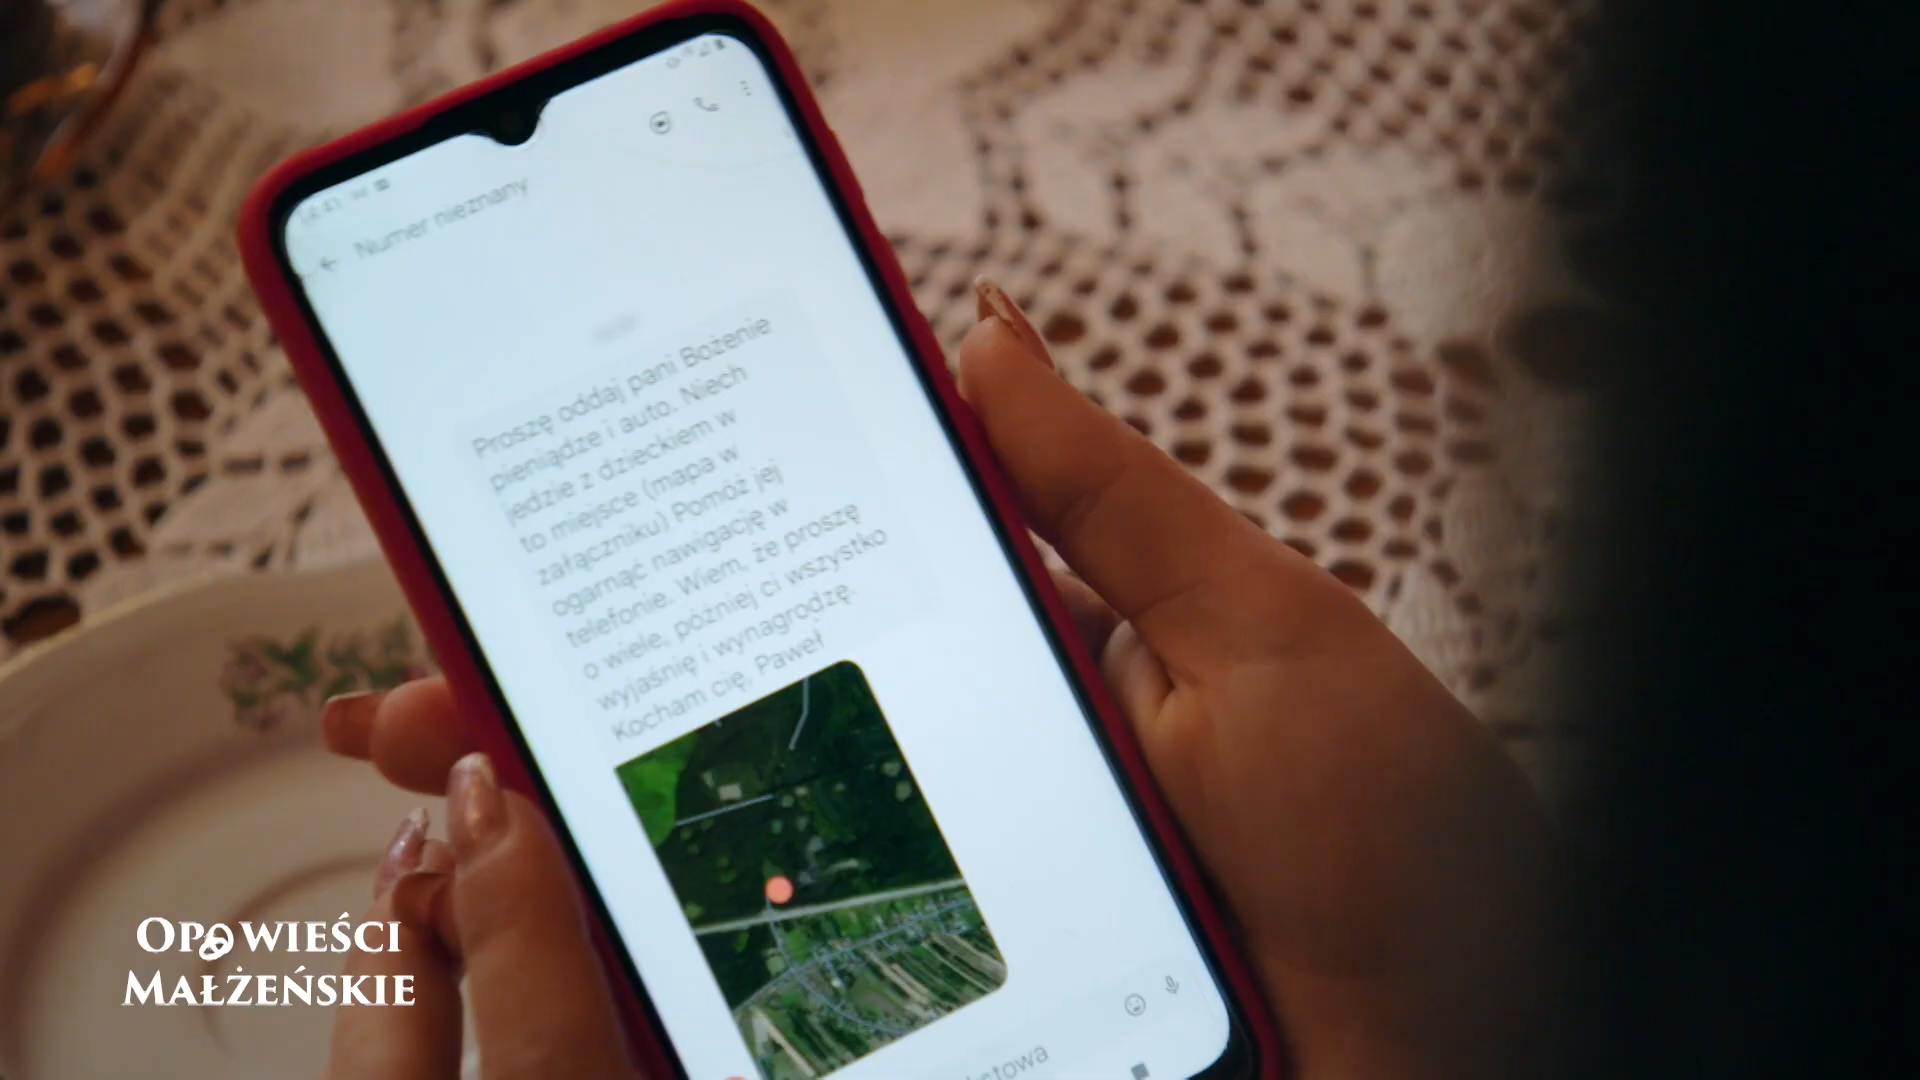 Numer nieznany
Proszę oddaj pani Bożenie
pieniądze i auto. Niech
jedzie z dzieckiem w
to miejsce (mapa w
załączniku) Pomóż jej
ogarnąć nawigację w
telefonie. Wiem, że proszę
o wiele, później ci wszystko
wyjaśnię i wynagrodzę.
Kocham cię, Paweł
OPOWIEŚCI
MAŁŻEŃSKIE